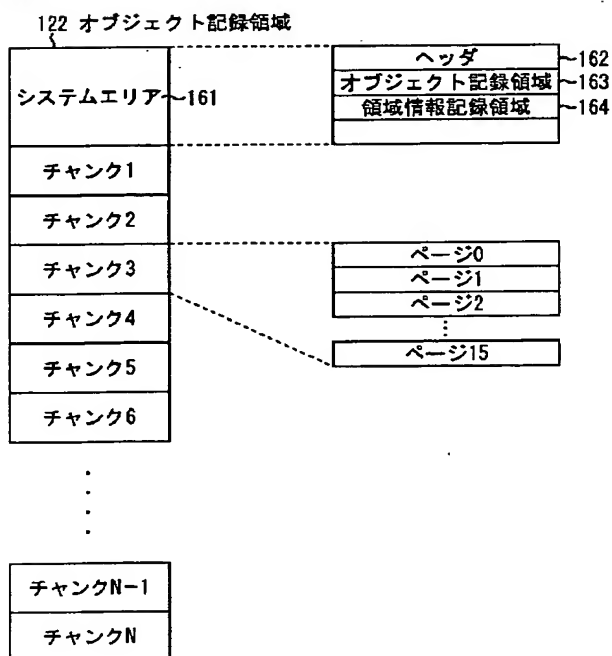 122 オブジェクト記録領域
システムエリア 161
チャンク1
チャンク2
チャンク3
チャンク4
チャンク5
チャンク6
チャンクN-1
チャンクN
ヘッダ 162
オブジェクト記録領域 163
領域情報記録領域 164
ページ0
ページ1
ページ2
ページ15